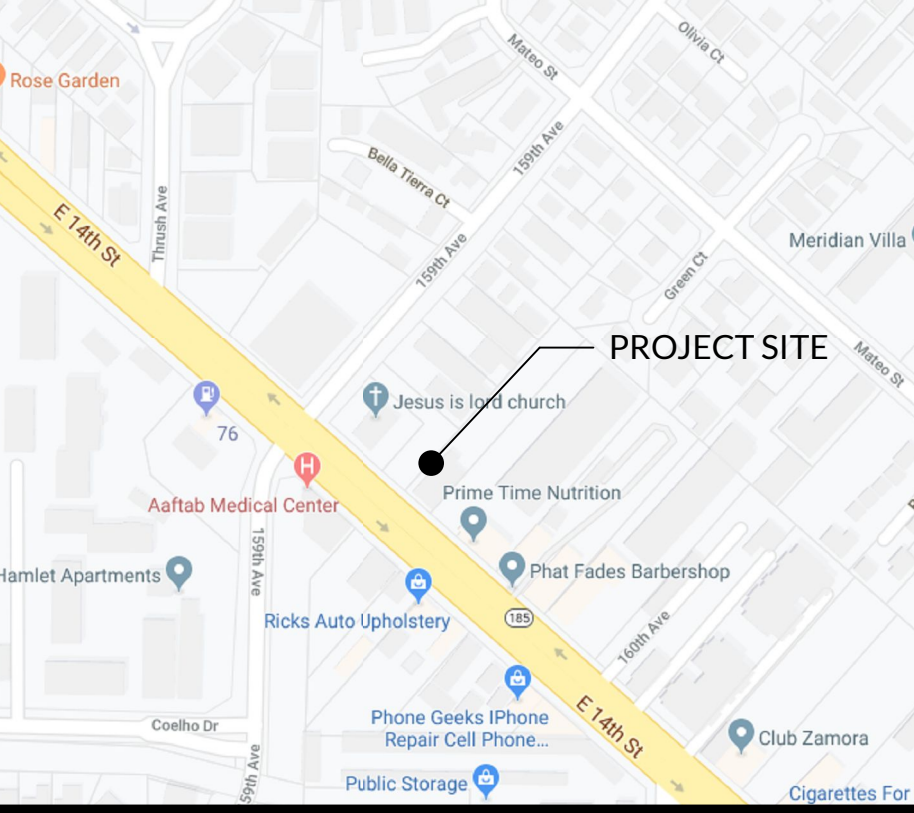 Olivia Ct
Mateo St
Rose Garden
159th Ave
Bella Tierra Ct
E 14th St
Thrush Ave
159th Ave
Meridian Villa
Green Ct
PROJECT SITE
Mateo St
Jesus is lord church
76
H
Prime Time Nutrition
Aaftab Medical Center
159th Ave
Hamlet Apartments
Phat Fades Barbershop
Ricks Auto Upholstery
185
160th Ave
E 14th St
Phone Geeks IPhone
Repair Cell Phone...
Coelho Dr
Club Zamora
59th Ave
Public Storage
Cigarettes For